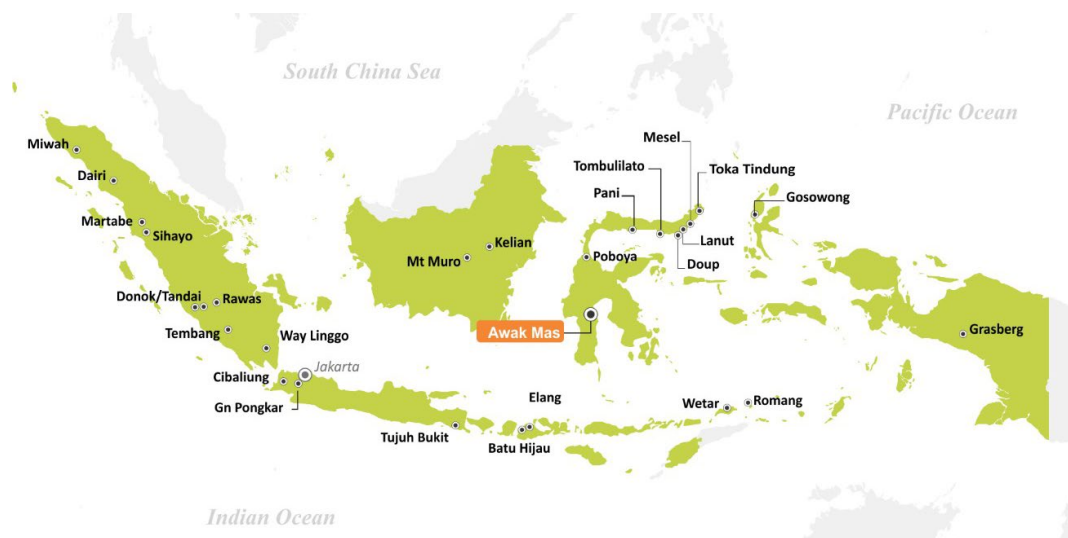 South China Sea
Pacific Ocean
Mesel
Miwah
Tombulilato
Toka Tindung
Dairi
Pani
Gosowong
Martabe
Sihayo
Kelian
Lanut
Mt Muro
Poboya
Doup
Donok/Tandai
Rawas
Tembang
Way Linggo
Awak Mas
Grasberg
Jakarta
Cibaliung
Elang
Wetar
Romang
Gn Pongkar
Tujuh Bukit
Batu Hijau
Indian Ocean